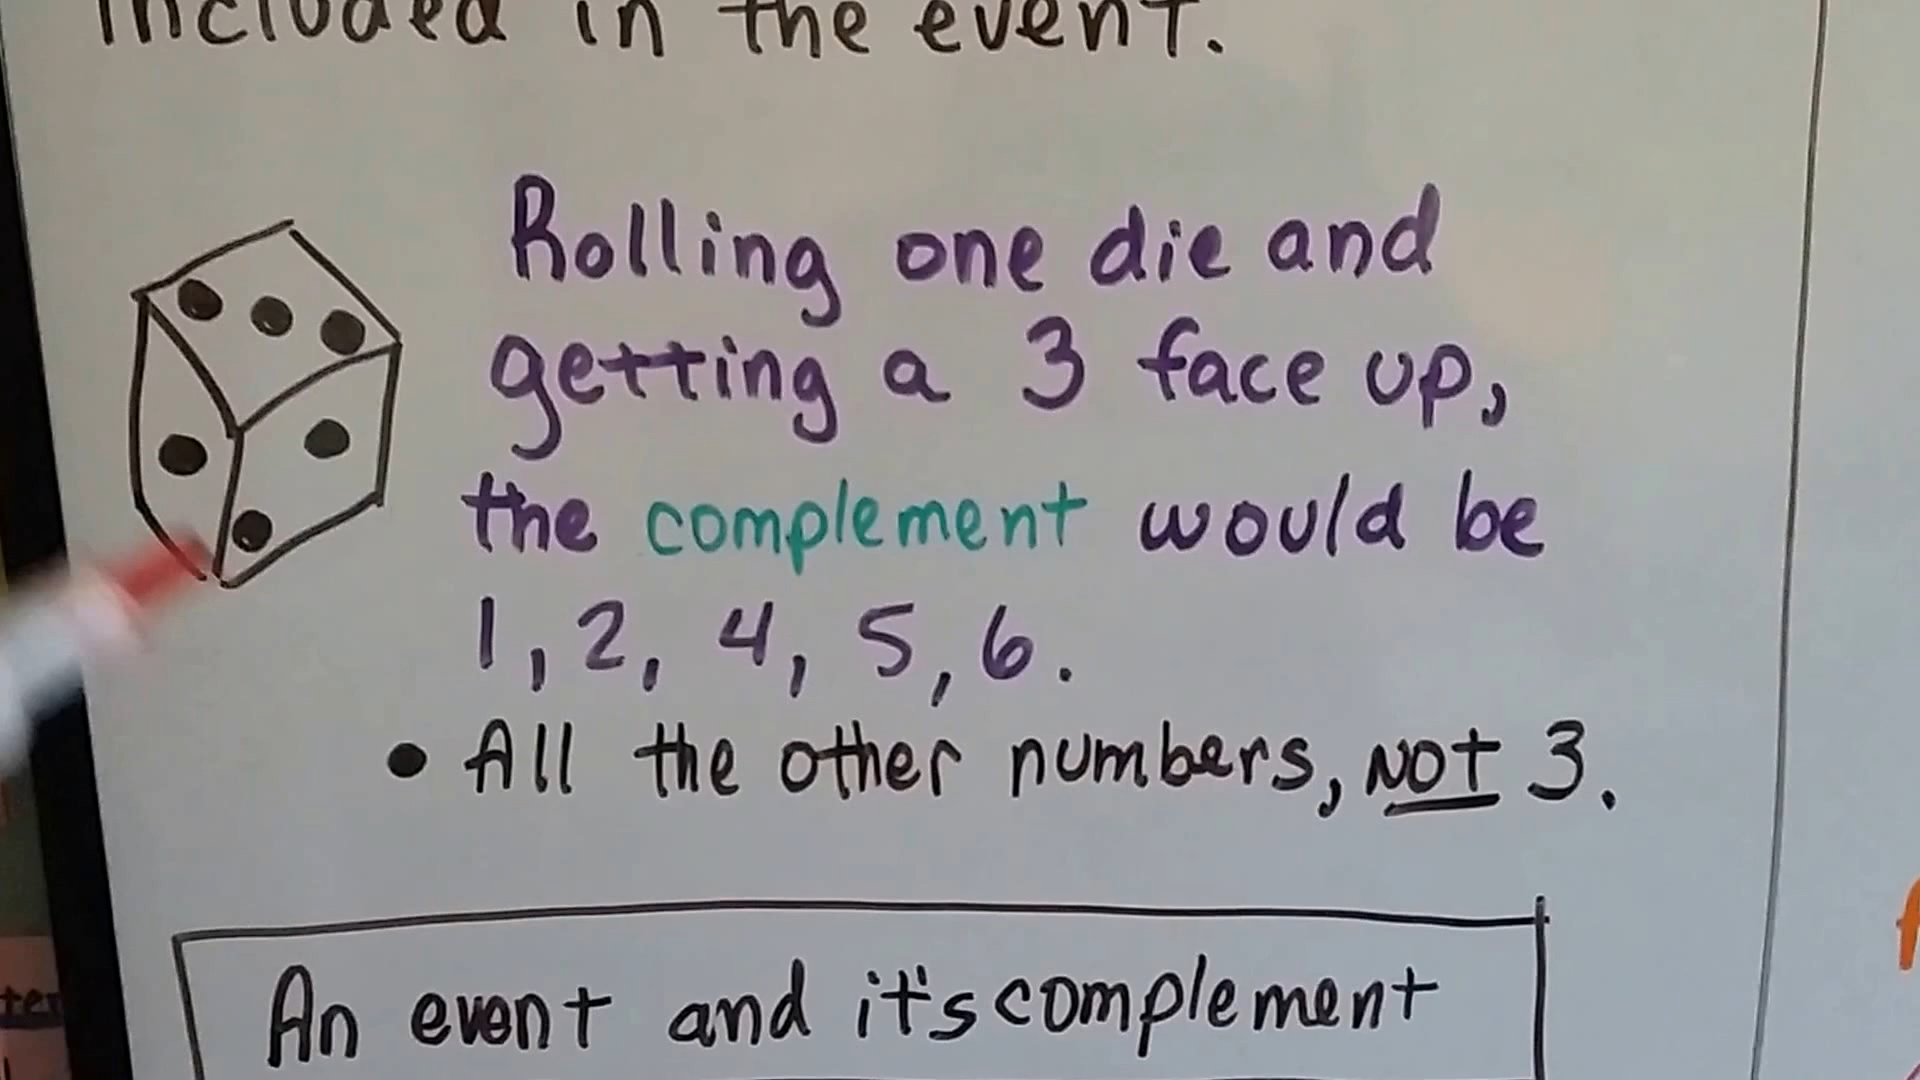 included in the event.
Rolling one die and
getting a 3 face up,
the complement would be
1, 2, 4, 5, 6.
• All the other numbers, NOT 3.
An event and it's complement